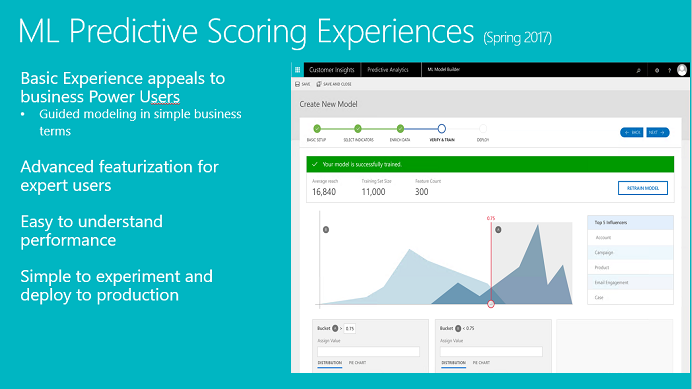 ML Predictive Scoring Experiences (Spring 2017)
Basic Experience appeals to
business Power Users
• Guided modeling in simple business
terms
Advanced featurization for
expert users
Easy to understand
performance
Simple to experiment and
deploy to production
Customer Insights Predictive Analytics ML Model Builder
SAVE SAVE AND CLOSE
Create New Model
BASIC SETUP SELECT INDICATORS ENRICH DATA VERIFY & TRAIN DEPLOY
BACK NEXT
Your model is successfully trained.
Average reach Training Set Size Feature Count
16,840 11,000 300
RETRAIN MODEL
0.75
Top 5 Influencers
Account
Campaign
Product
Email Engagement
Case
Bucket > 0.75
Assign Value
DISTRIBUTION PIE CHART
Bucket < 0.75
Assign Value
DISTRIBUTION PIE CHART